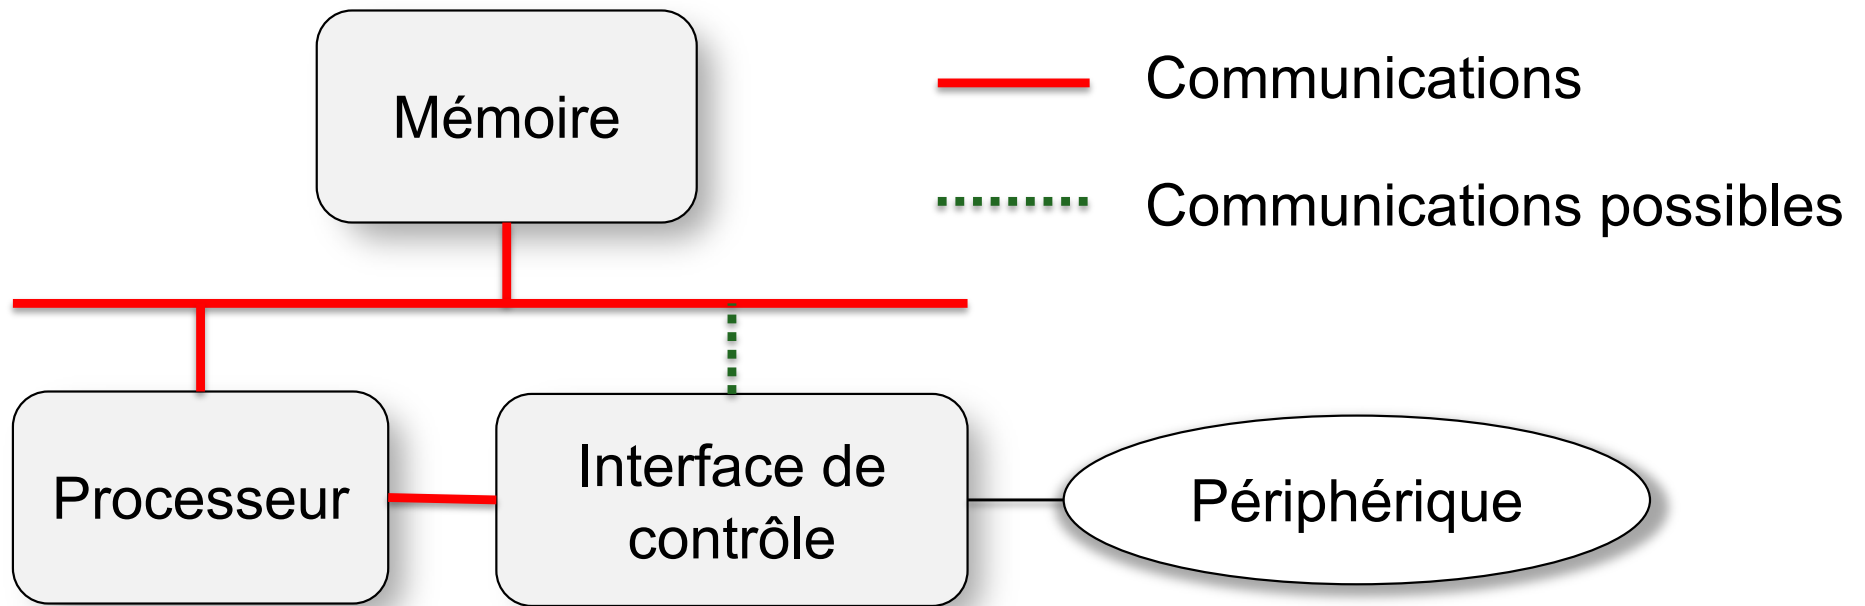 Mémoire
Communications
Communications possibles
Processeur
Interface de
contrôle
Périphérique